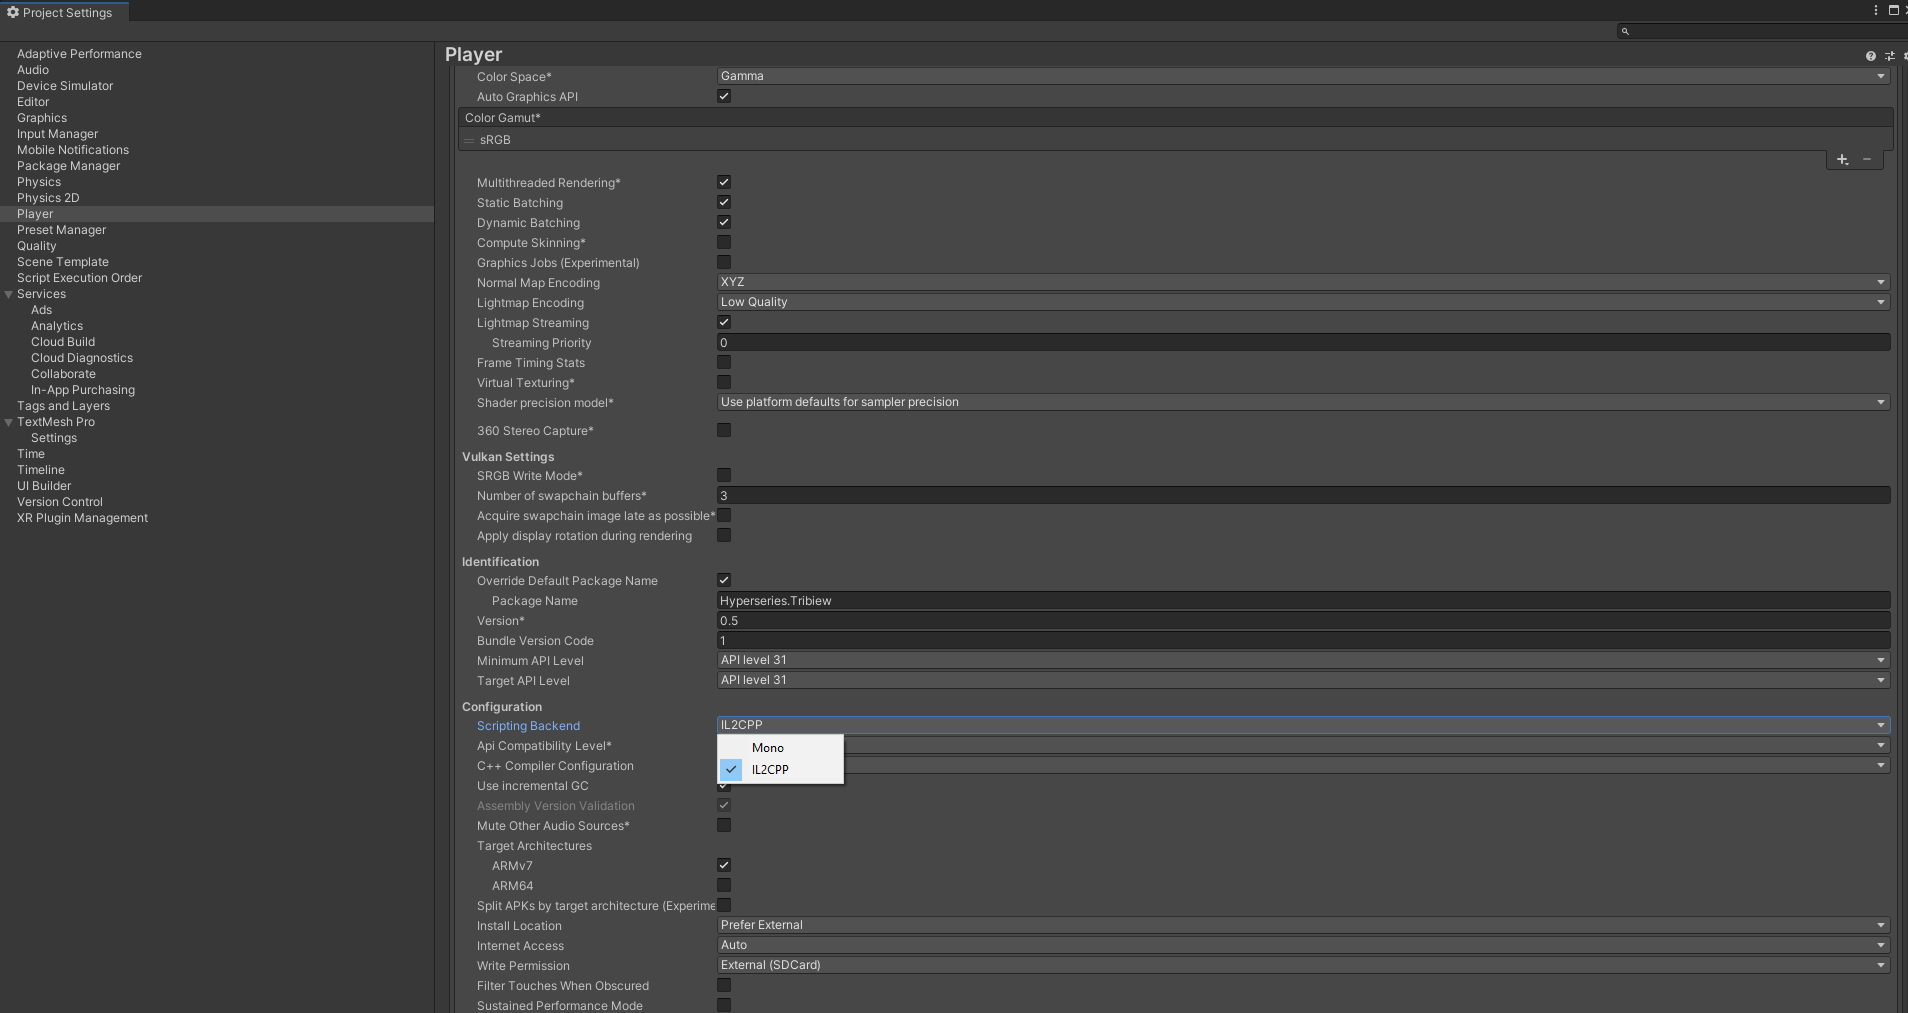 Project Settings
Adaptive Performance
Audio
Device Simulator
Editor
Graphics
Input Manager
Mobile Notifications
Package Manager
Physics
Physics 2D
Player
Preset Manager
Quality
Scene Template
Script Execution Order
Services
Ads
Analytics
Cloud Build
Cloud Diagnostics
Collaborate
In-App Purchasing
Tags and Layers
TextMesh Pro
Settings
Time
Timeline
UI Builder
Version Control
XR Plugin Management
Player
Color Space* Gamma
Auto Graphics API
Color Gamut*
sRGB
Multithreaded Rendering*
Static Batching
Dynamic Batching
Compute Skinning*
Graphics Jobs (Experimental)
Normal Map Encoding XYZ
Lightmap Encoding Low Quality
Lightmap Streaming
Streaming Priority 0
Frame Timing Stats
Virtual Texturing*
Shader precision model* Use platform defaults for sampler precision
360 Stereo Capture*
Vulkan Settings
SRGB Write Mode*
Number of swapchain buffers* 3
Acquire swapchain image late as possible*
Apply display rotation during rendering
Identification
Override Default Package Name
Package Name Hyperseries.Tribiew
Version* 0.5
Bundle Version Code 1
Minimum API Level API level 31
Target API Level API level 31
Configuration
Scripting Backend IL2CPP
Api Compatibility Level* Mono
C++ Compiler Configuration IL2CPP
Use incremental GC
Assembly Version Validation
Mute Other Audio Sources*
Target Architectures
ARMv7
ARM64
Split APKs by target architecture (Experime
Install Location Prefer External
Internet Access Auto
Write Permission External (SDCard)
Filter Touches When Obscured
Sustained Performance Mode